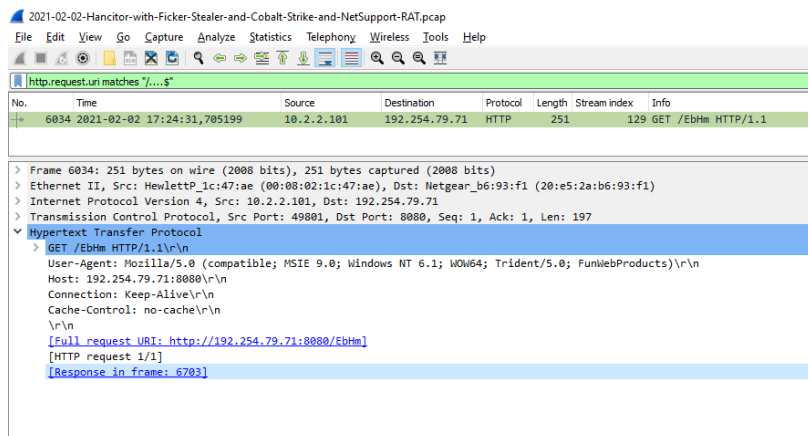 2021-02-02-Hancitor-with-Ficker-Stealer-and-Cobalt-Strike-and-NetSupport-RAT.pcap
File Edit View Go Capture Analyze Statistics Telephony Wireless Tools Help
http.request.uri matches "/....$"
No. Time Source Destination Protocol Length Stream index Info
6034 2021-02-02 17:24:31,705199 10.2.2.101 192.254.79.71 HTTP 251 129 GET /EbHm HTTP/1.1
> Frame 6034: 251 bytes on wire (2008 bits), 251 bytes captured (2008 bits)
> Ethernet II, Src: HewlettP_1c:47:ae (00:08:02:1c:47:ae), Dst: Netgear_b6:93:f1 (20:e5:2a:b6:93:f1)
> Internet Protocol Version 4, Src: 10.2.2.101, Dst: 192.254.79.71
> Transmission Control Protocol, Src Port: 49801, Dst Port: 8080, Seq: 1, Ack: 1, Len: 197
Hypertext Transfer Protocol
> GET /EbHm HTTP/1.1\r\n
User-Agent: Mozilla/5.0 (compatible; MSIE 9.0; Windows NT 6.1; WOW64; Trident/5.0; FunWebProducts)\r\n
Host: 192.254.79.71:8080\r\n
Connection: Keep-Alive\r\n
Cache-Control: no-cache\r\n
\r\n
[Full request URI: http://192.254.79.71:8080/EbHm]
[HTTP request 1/1]
[Response in frame: 6703]